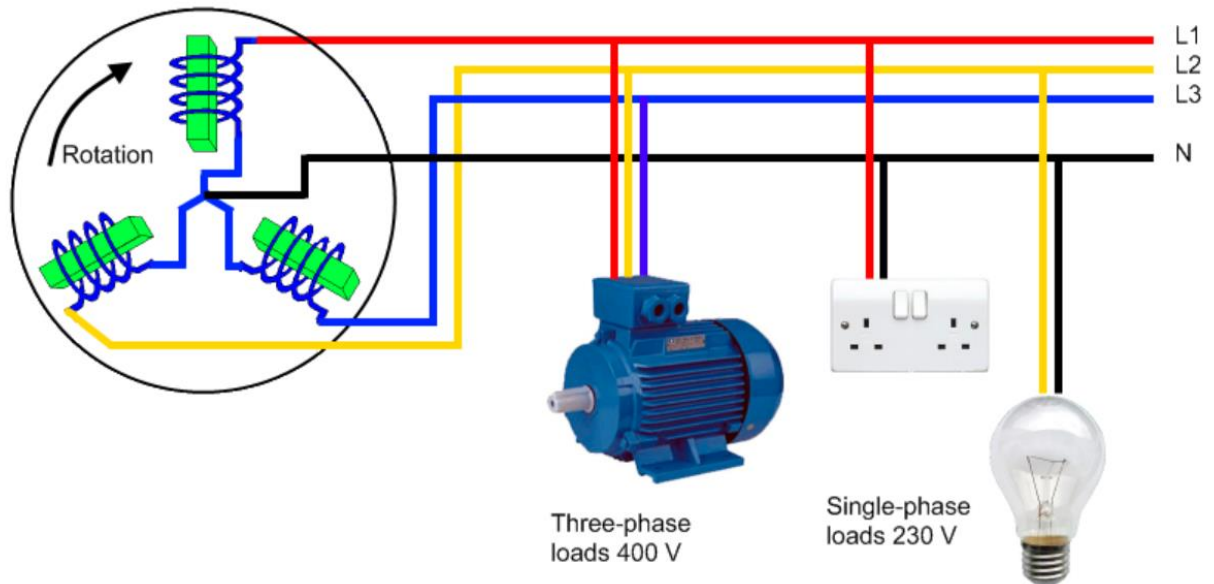 L1
L2
L3
N
Rotation
Three-phase
loads 400 V
Single-phase
loads 230 V